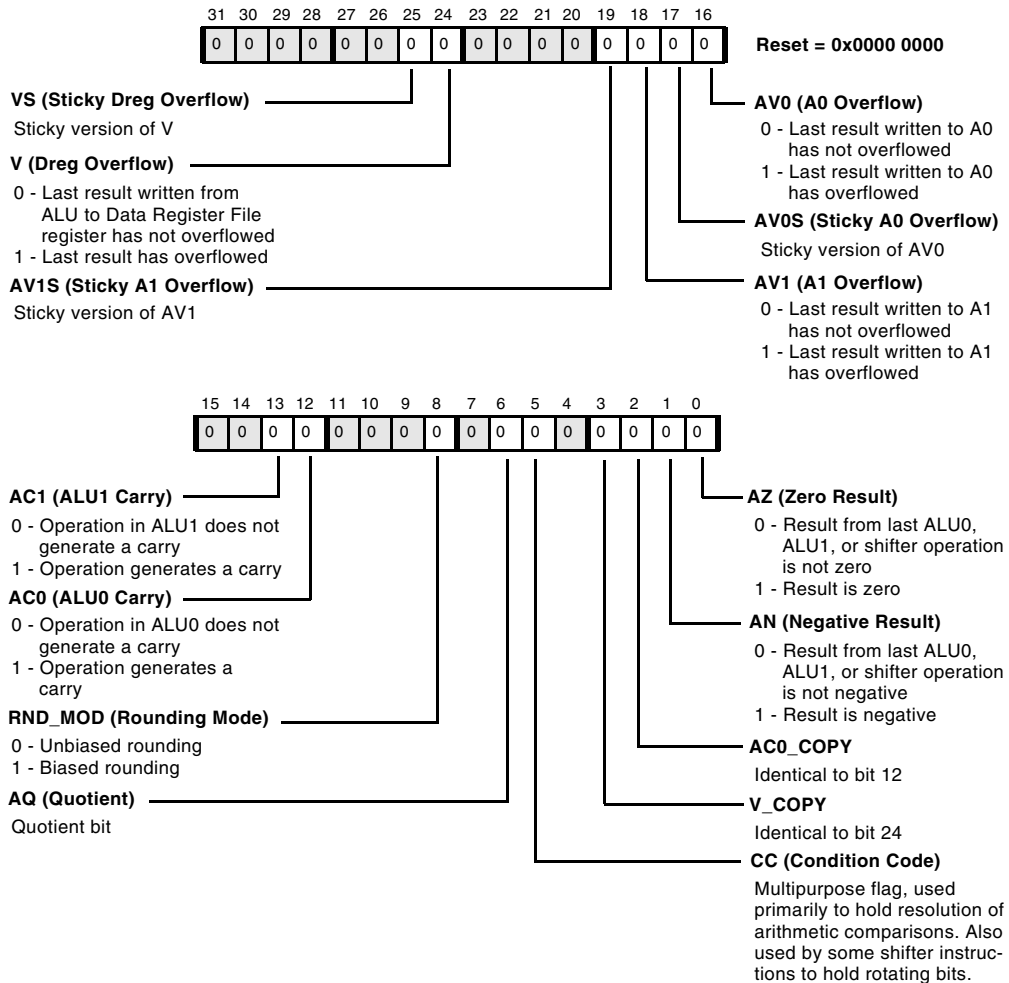 31 30 29 28 27 26 25 24 23 22 21 20 19 18 17 16
0 0 0 0 0 0 0 0 0 0 0 0 0 0 0 0
Reset = 0x0000 0000
VS (Sticky Dreg Overflow)
Sticky version of V
V (Dreg Overflow)
0 - Last result written from
ALU to Data Register File
register has not overflowed
1 - Last result has overflowed
AV1S (Sticky A1 Overflow)
Sticky version of AV1
AV0 (A0 Overflow)
0 - Last result written to A0
has not overflowed
1 - Last result written to A0
has overflowed
AV0S (Sticky A0 Overflow)
Sticky version of AV0
AV1 (A1 Overflow)
0 - Last result written to A1
has not overflowed
1 - Last result written to A1
has overflowed
15 14 13 12 11 10 9 8 7 6 5 4 3 2 1 0
0 0 0 0 0 0 0 0 0 0 0 0 0 0 0 0
AC1 (ALU1 Carry)
0 - Operation in ALU1 does not
generate a carry
1 - Operation generates a carry
AC0 (ALU0 Carry)
0 - Operation in ALU0 does not
generate a carry
1 - Operation generates a
carry
RND_MOD (Rounding Mode)
0 - Unbiased rounding
1 - Biased rounding
AQ (Quotient)
Quotient bit
AZ (Zero Result)
0 - Result from last ALU0,
ALU1, or shifter operation
is not zero
1 - Result is zero
AN (Negative Result)
0 - Result from last ALU0,
ALU1, or shifter operation
is not negative
1 - Result is negative
AC0_COPY
Identical to bit 12
V_COPY
Identical to bit 24
CC (Condition Code)
Multipurpose flag, used
primarily to hold resolution of
arithmetic comparisons. Also
used by some shifter instruc-
tions to hold rotating bits.